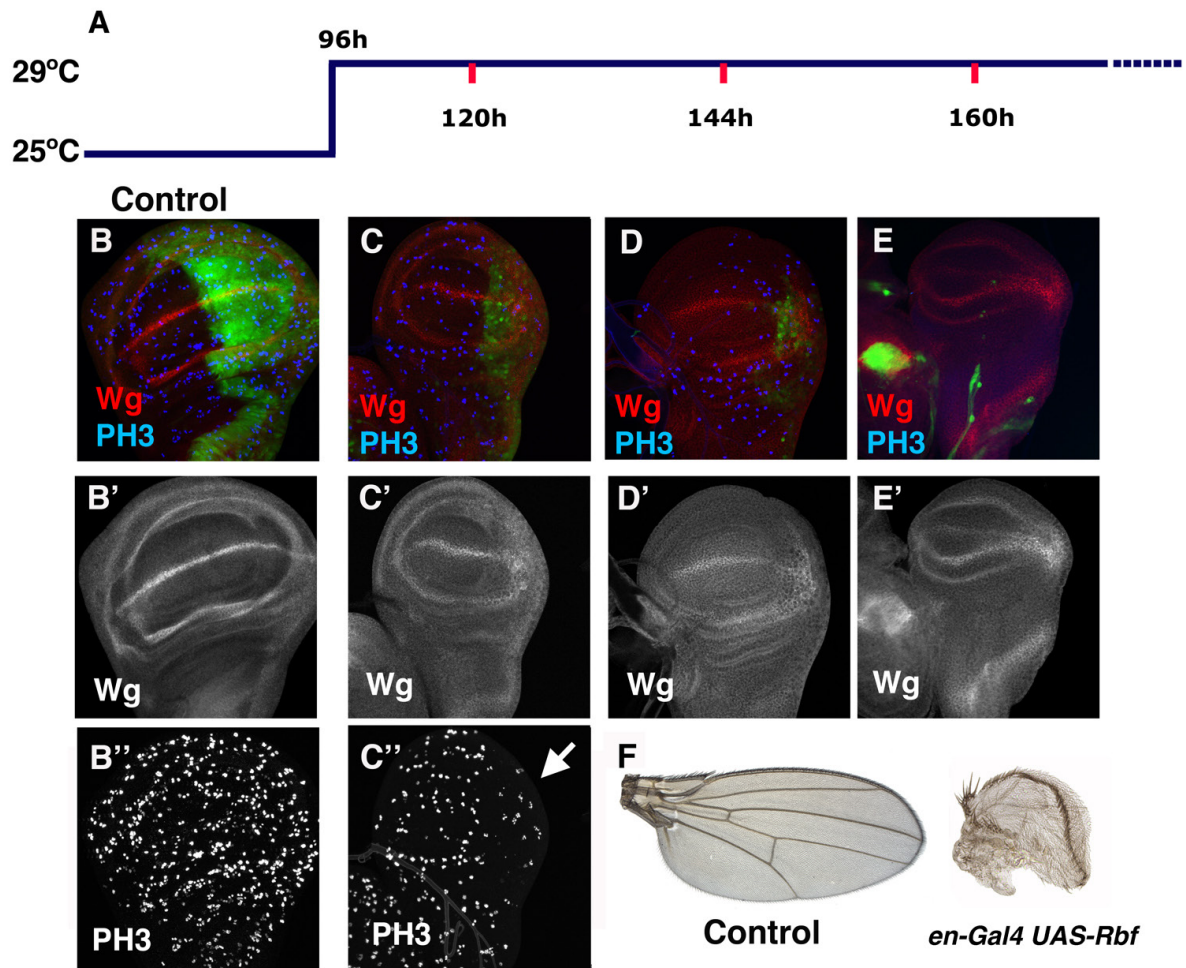 A
96h
29ºC
120h
144h
160h
25ºC
Control
B
C
D
E
Wg
PH3
Wg
PH3
Wg
PH3
Wg
PH3
B'
C'
D'
E'
Wg
Wg
Wg
Wg
B''
C''
F
PH3
PH3
Control
en-Gal4 UAS-Rbf